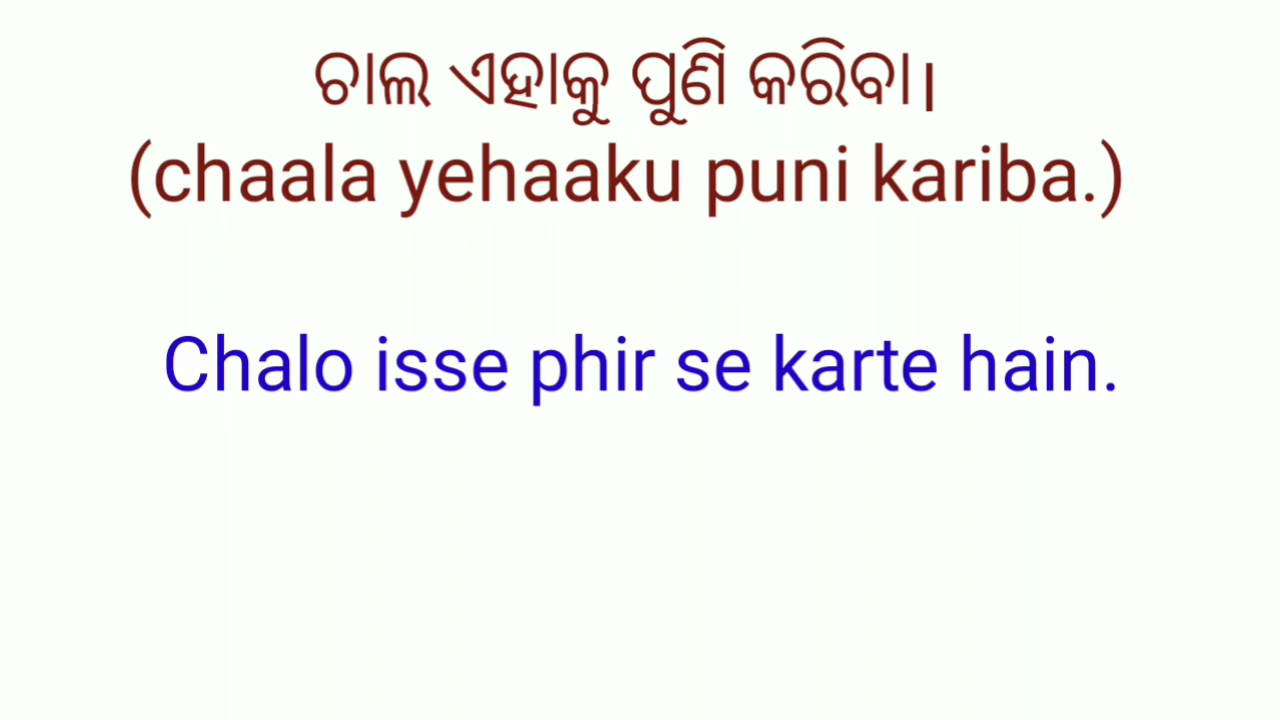 ଚାଲ ଏହାକୁ ପୁଣି କରିବା।
(chaala yehaaku puni kariba.)
Chalo isse phir se karte hain.